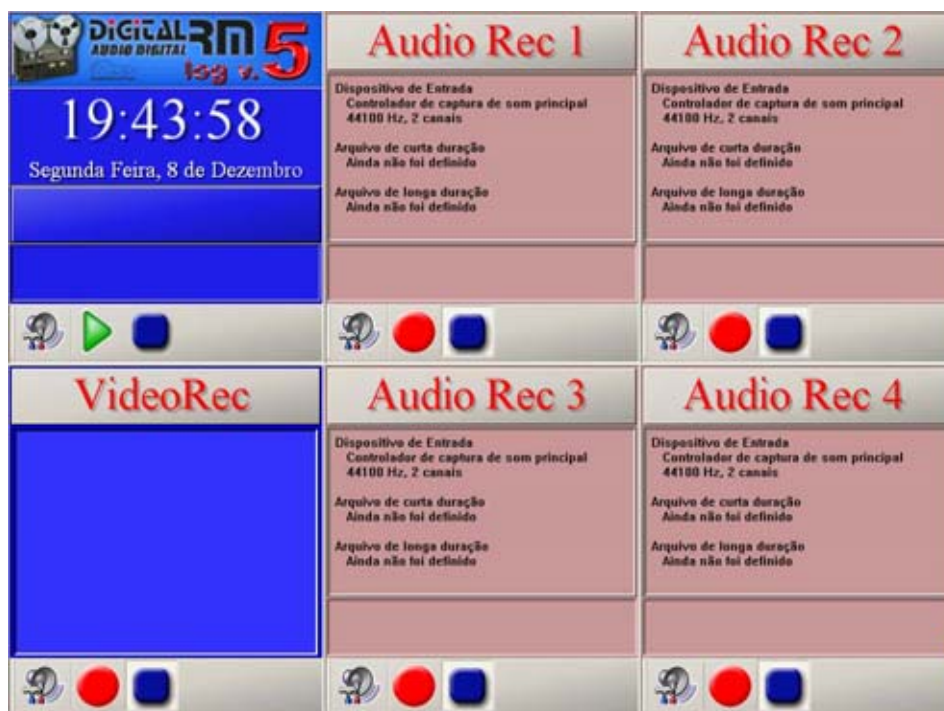 DIGITAL RM 5
AUDIO DIGITAL
log v.
19:43:58
Segunda Feira, 8 de Dezembro
Audio Rec 1
Dispositivo de Entrada
Controlador de captura de som principal
44100 Hz, 2 canais
Arquivo de curta duração
Ainda não foi definido
Arquivo de longa duração
Ainda não foi definido
Audio Rec 2
Dispositivo de Entrada
Controlador de captura de som principal
44100 Hz, 2 canais
Arquivo de curta duração
Ainda não foi definido
Arquivo de longa duração
Ainda não foi definido
VideoRec
Audio Rec 3
Dispositivo de Entrada
Controlador de captura de som principal
44100 Hz, 2 canais
Arquivo de curta duração
Ainda não foi definido
Arquivo de longa duração
Ainda não foi definido
Audio Rec 4
Dispositivo de Entrada
Controlador de captura de som principal
44100 Hz, 2 canais
Arquivo de curta duração
Ainda não foi definido
Arquivo de longa duração
Ainda não foi definido